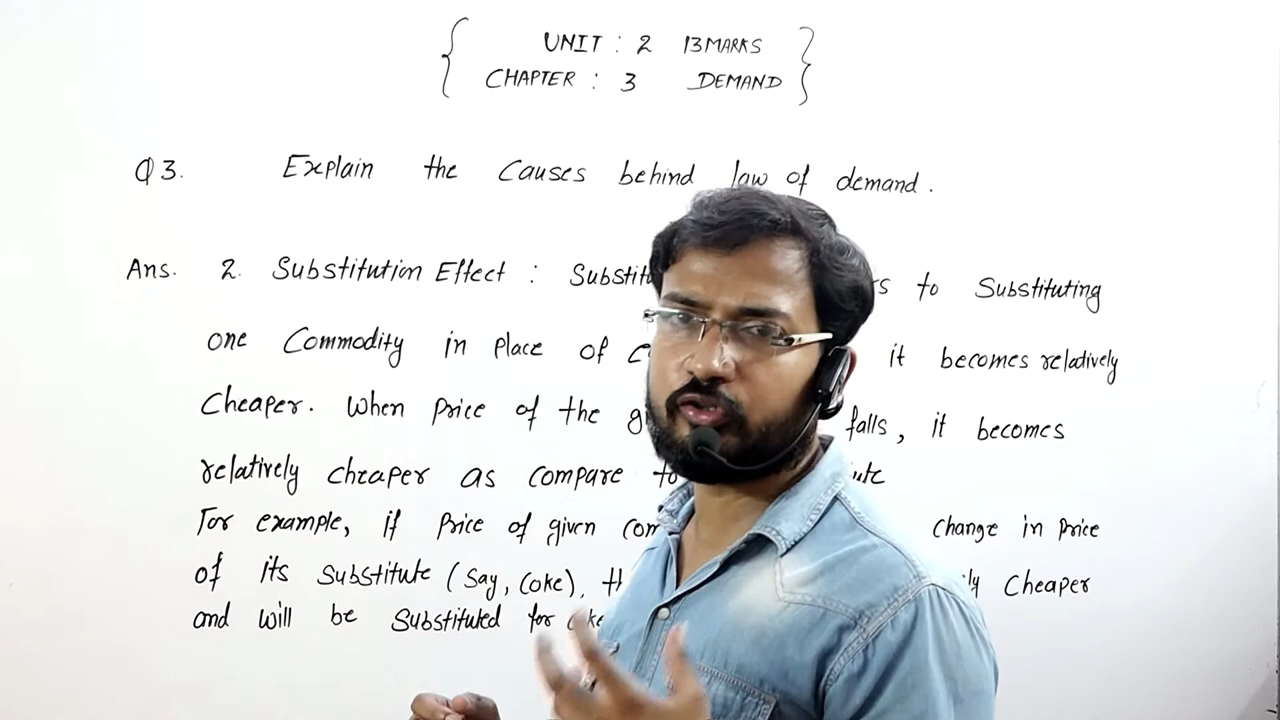 UNIT : 2 13 MARKS
CHAPTER : 3 DEMAND
Q 3. Explain the Causes behind law of demand.
Ans. 2. Substitution Effect : to Substituting
one Commodity in place of it becomes relatively
Cheaper. When Price of the falls, it becomes
relatively cheaper as compare to
For example, if Price of given change in Price
of its Substitute (Say, Coke), Cheaper
and will be Substituted for